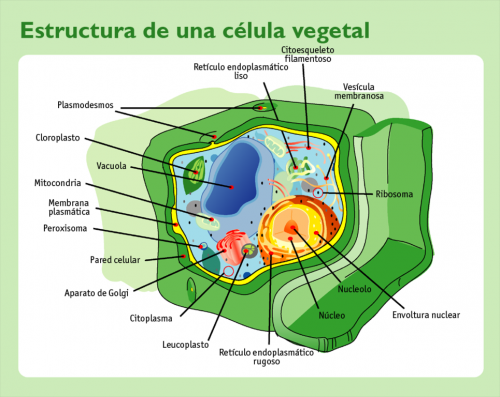 Estructura de una célula vegetal
Citoesqueleto
filamentoso
Retículo endoplasmático
liso
Vesícula
membranosa
Plasmodesmos
Cloroplasto
Vacuola
Mitocondria
Ribosoma
Membrana
plasmática
Peroxisoma
Pared celular
Aparato de Golgi
Nucleolo
Núcleo
Envoltura nuclear
Citoplasma
Leucoplasto
Retículo endoplasmático
rugoso